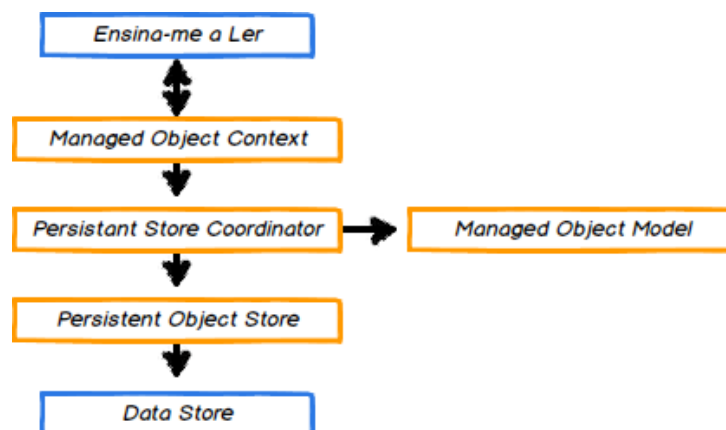 Ensina-me a Ler
Managed Object Context
Persistant Store Coordinator
Managed Object Model
Persistent Object Store
Data Store